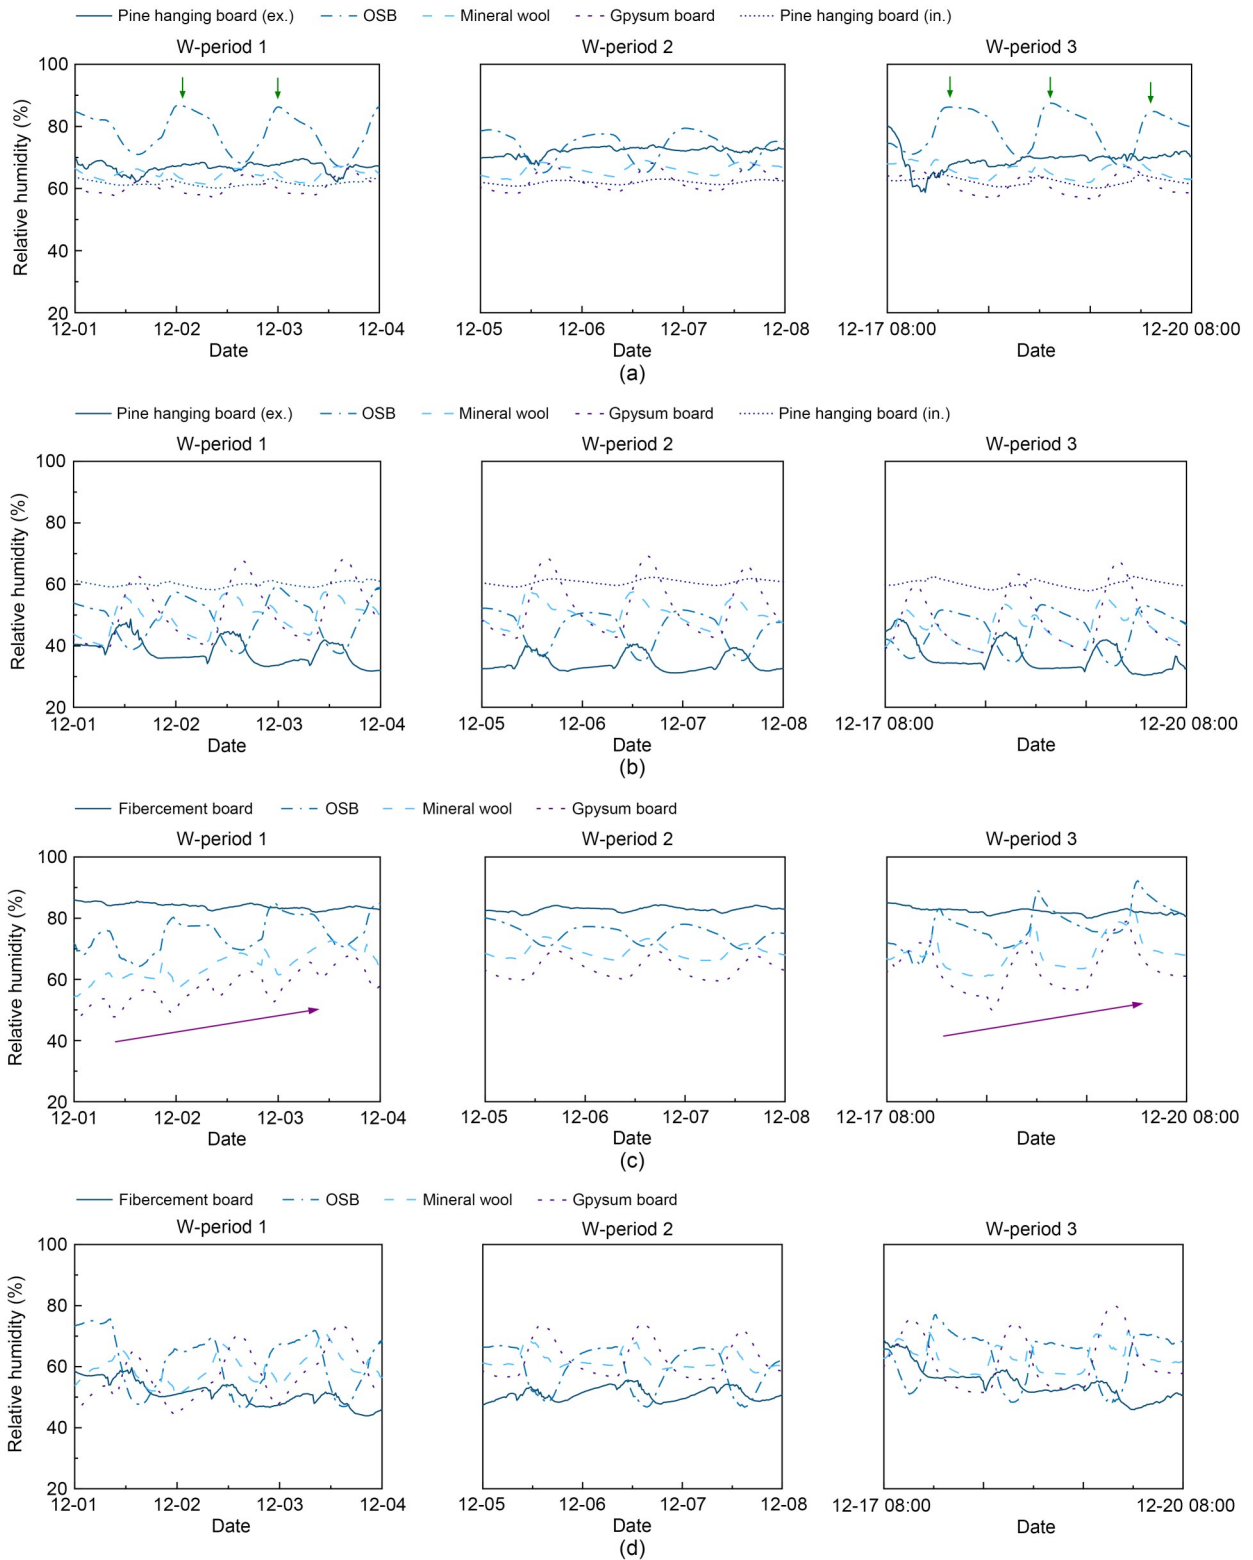 Pine hanging board (ex.) OSB Mineral wool Gpysum board Pine hanging board (in.)
W-period 1 W-period 2 W-period 3
Relative humidity (%)
100
80
60
40
20
12-01 12-02 12-03 12-04 12-05 12-06 12-07 12-08 12-17 08:00 12-20 08:00
Date Date Date
(a)
Pine hanging board (ex.) OSB Mineral wool Gpysum board Pine hanging board (in.)
W-period 1 W-period 2 W-period 3
Relative humidity (%)
100
80
60
40
20
12-01 12-02 12-03 12-04 12-05 12-06 12-07 12-08 12-17 08:00 12-20 08:00
Date Date Date
(b)
Fibercement board OSB Mineral wool Gpysum board
W-period 1 W-period 2 W-period 3
Relative humidity (%)
100
80
60
40
20
12-01 12-02 12-03 12-04 12-05 12-06 12-07 12-08 12-17 08:00 12-20 08:00
Date Date Date
(c)
Fibercement board OSB Mineral wool Gpysum board
W-period 1 W-period 2 W-period 3
Relative humidity (%)
100
80
60
40
20
12-01 12-02 12-03 12-04 12-05 12-06 12-07 12-08 12-17 08:00 12-20 08:00
Date Date Date
(d)